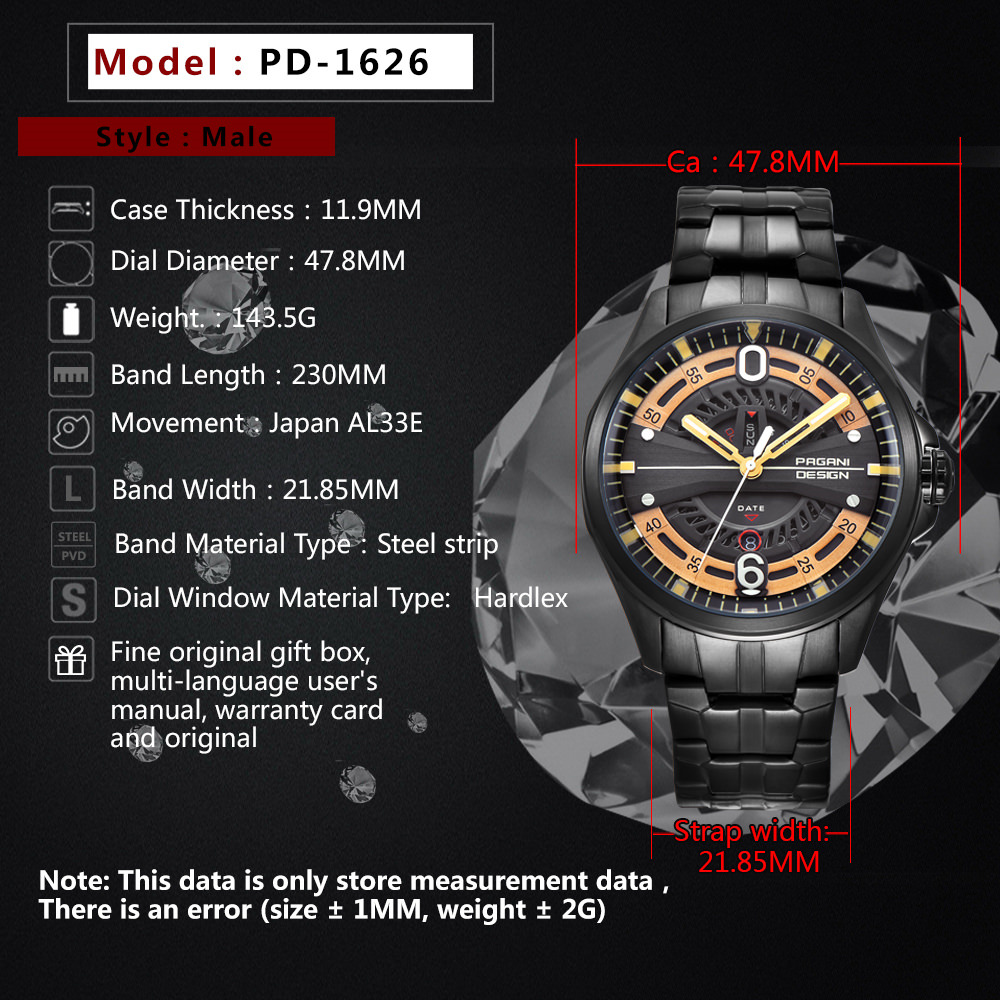 Model : PD-1626
Style : Male
Ca : 47.8MM
Case Thickness : 11.9MM
Dial Diameter : 47.8MM
Weight. : 143.5G
Band Length : 230MM
Movement : Japan AL33E
L
Band Width : 21.85MM
STEEL
PVD
Band Material Type : Steel strip
S
Dial Window Material Type: Hardlex
Fine original gift box,
multi-language user's
manual, warranty card
and original
0
55
05
50
10
SUN
PAGANI
DESIGN
DATE
8
40
20
35
25
6
Strap width:
21.85MM
Note: This data is only store measurement data ,
There is an error (size ± 1MM, weight ± 2G)